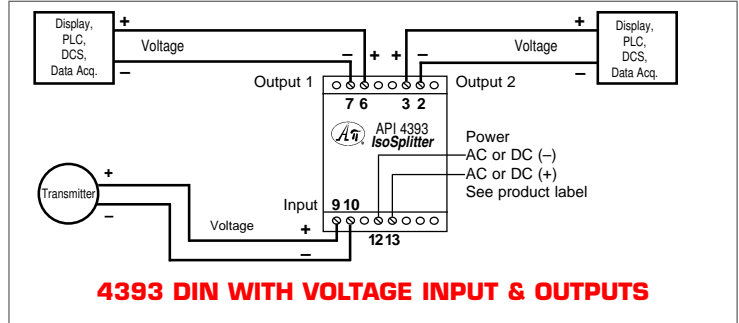 Display,
PLC,
DCS,
Data Acq.
+
Voltage
–
– + + –
+
Voltage
–
Display,
PLC,
DCS,
Data Acq.
Output 1
Output 2
7 6 3 2
API
API 4393
IsoSplitter
Power
AC or DC (–)
AC or DC (+)
See product label
Transmitter
+
–
Input 9 10
Voltage
+
–
12 13
4393 DIN WITH VOLTAGE INPUT & OUTPUTS